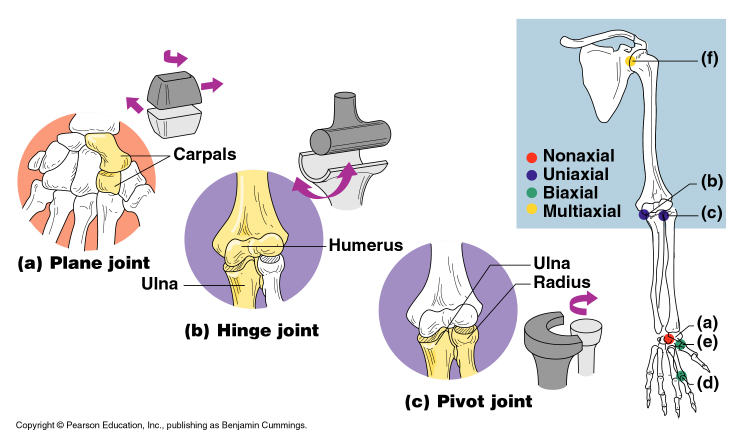 Carpals
(a) Plane joint
Humerus
Ulna
(b) Hinge joint
Ulna
Radius
(c) Pivot joint
Nonaxial
Uniaxial
Biaxial
Multiaxial
(f)
(b)
(c)
(a)
(e)
(d)
Copyright © Pearson Education, Inc., publishing as Benjamin Cummings.